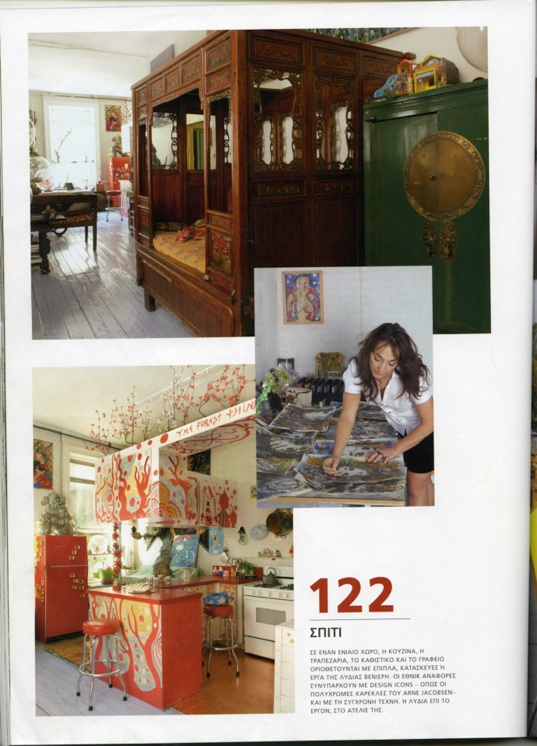 THE FOREST THIN
122
ΣΠΙΤΙ
ΣΕ ΕΝΑΝ ΕΝΙΑΙΟ ΧΩΡΟ, Η ΚΟΥΖΙΝΑ, Η
ΤΡΑΠΕΖΑΡΙΑ, ΤΟ ΚΑΘΙΣΤΙΚΟ ΚΑΙ ΤΟ ΓΡΑΦΕΙΟ
ΟΡΙΟΘΕΤΟΥΝΤΑΙ ΜΕ ΕΠΙΠΛΑ, ΚΑΤΑΣΚΕΥΕΣ Ή
ΕΡΓΑ ΤΗΣ ΛΥΔΙΑΣ ΒΕΝΙΕΡΗ. ΟΙ ΕΘΝΙΚ ΑΝΑΦΟΡΕΣ
ΣΥΝΥΠΑΡΧΟΥΝ ΜΕ DESIGN ICONS - ΟΠΩΣ ΟΙ
ΠΟΛΥΧΡΩΜΕΣ ΚΑΡΕΚΛΕΣ ΤΟΥ ARNE JACOBSEN-
ΚΑΙ ΜΕ ΤΗ ΣΥΓΧΡΟΝΗ ΤΕΧΝΗ. Η ΛΥΔΙΑ ΕΠΙ ΤΟ
ΕΡΓΟΝ, ΣΤΟ ΑΤΕΛΙΕ ΤΗΣ.